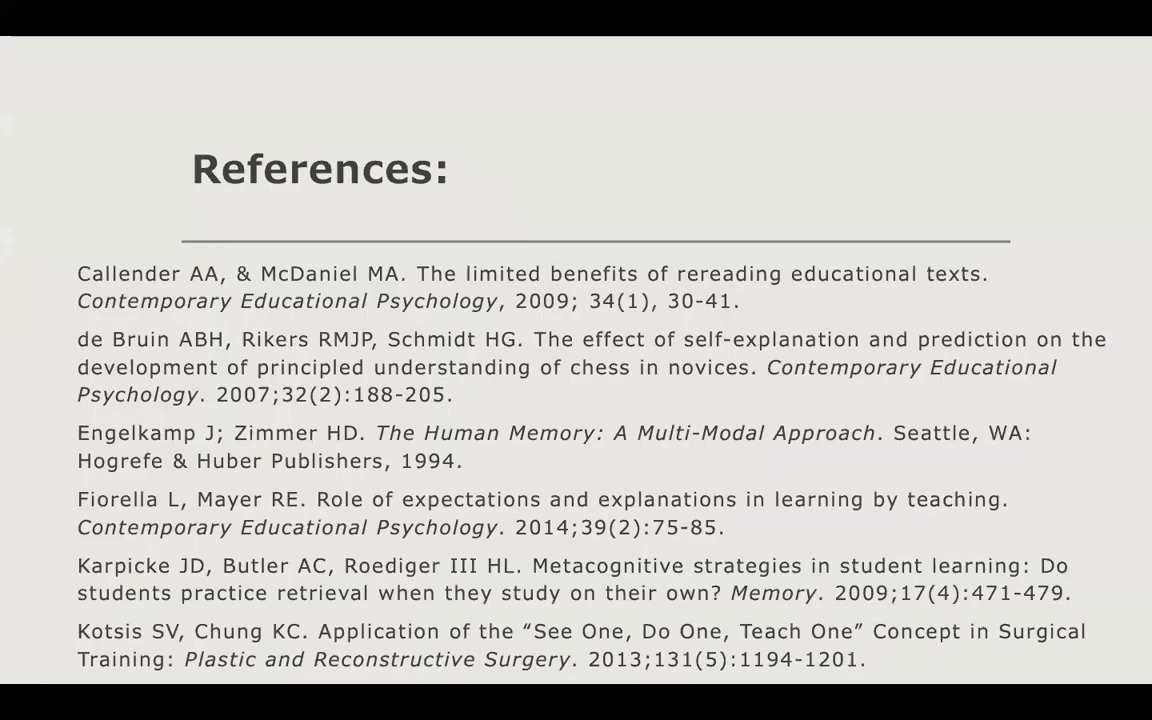 References:
Callender AA, & McDaniel MA. The limited benefits of rereading educational texts.
Contemporary Educational Psychology, 2009; 34(1), 30-41.
de Bruin ABH, Rikers RMJP, Schmidt HG. The effect of self-explanation and prediction on the
development of principled understanding of chess in novices. Contemporary Educational
Psychology. 2007;32(2):188-205.
Engelkamp J; Zimmer HD. The Human Memory: A Multi-Modal Approach. Seattle, WA:
Hogrefe & Huber Publishers, 1994.
Fiorella L, Mayer RE. Role of expectations and explanations in learning by teaching.
Contemporary Educational Psychology. 2014;39(2):75-85.
Karpicke JD, Butler AC, Roediger III HL. Metacognitive strategies in student learning: Do
students practice retrieval when they study on their own? Memory. 2009;17(4):471-479.
Kotsis SV, Chung KC. Application of the “See One, Do One, Teach One” Concept in Surgical
Training: Plastic and Reconstructive Surgery. 2013;131(5):1194-1201.